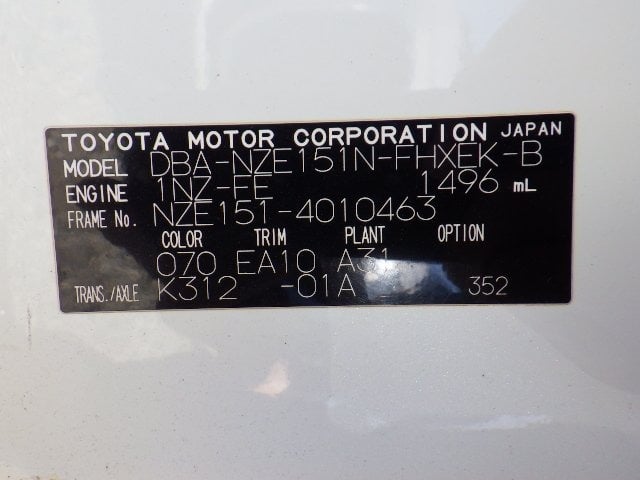 TOYOTA MOTOR CORPORATION JAPAN
MODEL DBA-NZE151N-FHXEK-B
ENGINE 1NZ-FE 1496 mL
FRAME No. NZE151-4010463
COLOR TRIM PLANT OPTION
070 EA10 A31
TRANS./AXLE K312 -01A 352